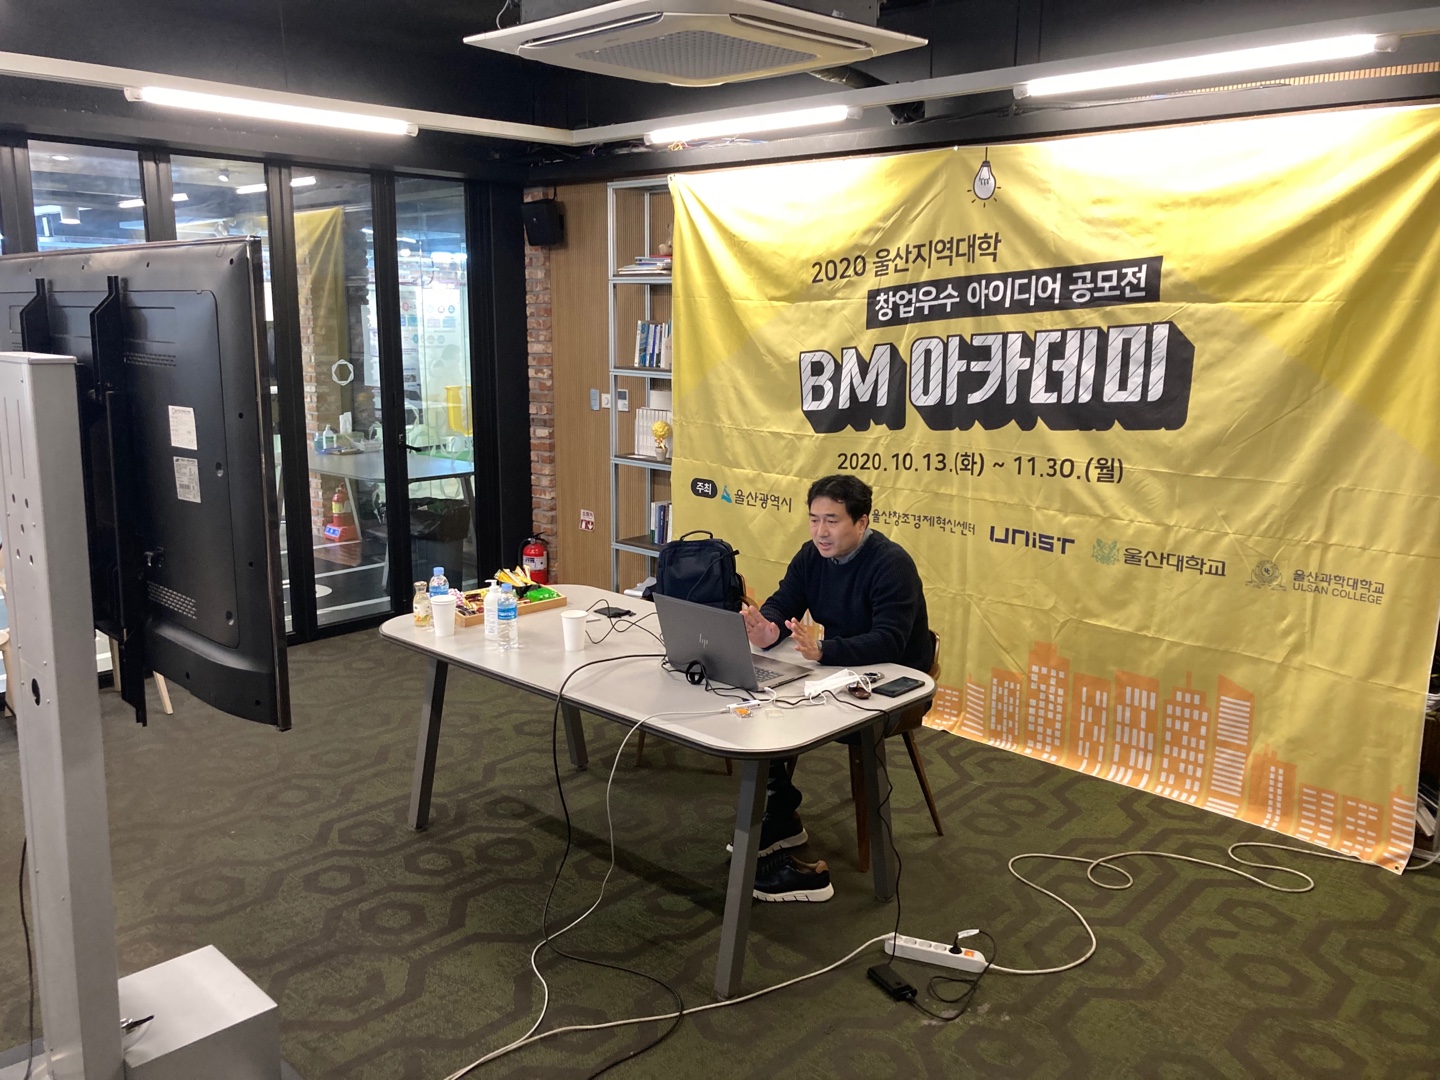 2020 울산지역대학
창업우수 아이디어 공모전
BM 아카데미
2020.10.13.(화) ~ 11.30.(월)
주최 울산광역시
울산창조경제혁신센터
UNIST
울산대학교
울산과학대학교
ULSAN COLLEGE
hp